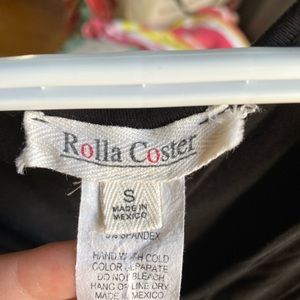 Rolla Coster
S
MADE IN
MEXICO
5% SPANDEX
HAND WASH COLD
COLOR SEPARATE
DO NOT BLEACH
HANG OR LINE DRY
MADE IN MEXICO